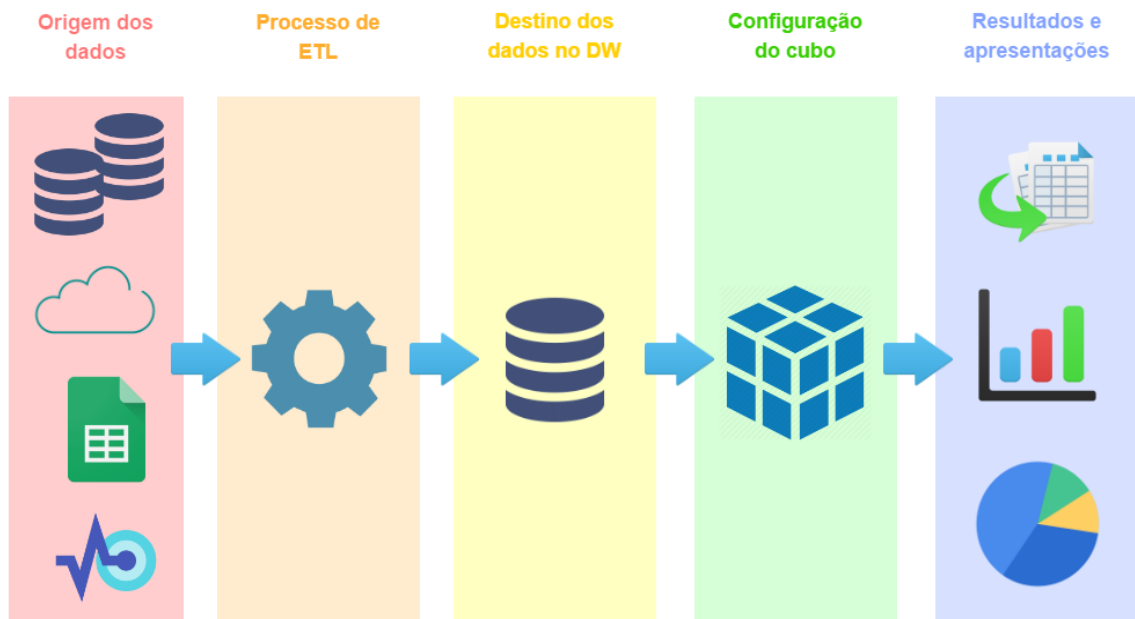 Origem dos
dados
Processo de
ETL
Destino dos
dados no DW
Configuração
do cubo
Resultados e
apresentações